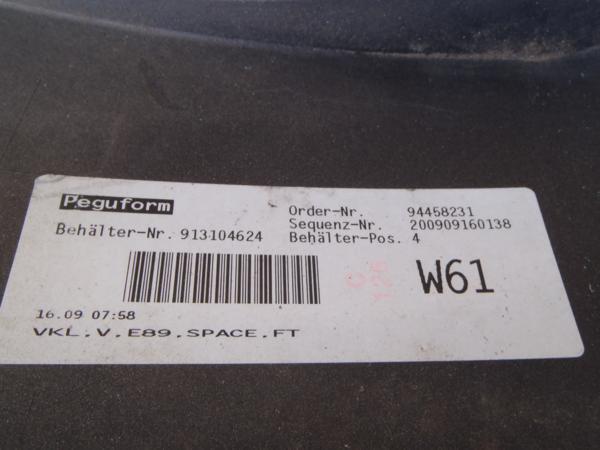 Peguform
Order-Nr. 94458231
Sequenz-Nr. 200909160138
Behälter-Nr. 913104624
Behälter-Pos. 4
W61
16.09 07:58
VKL.V.E89.SPACE.FT